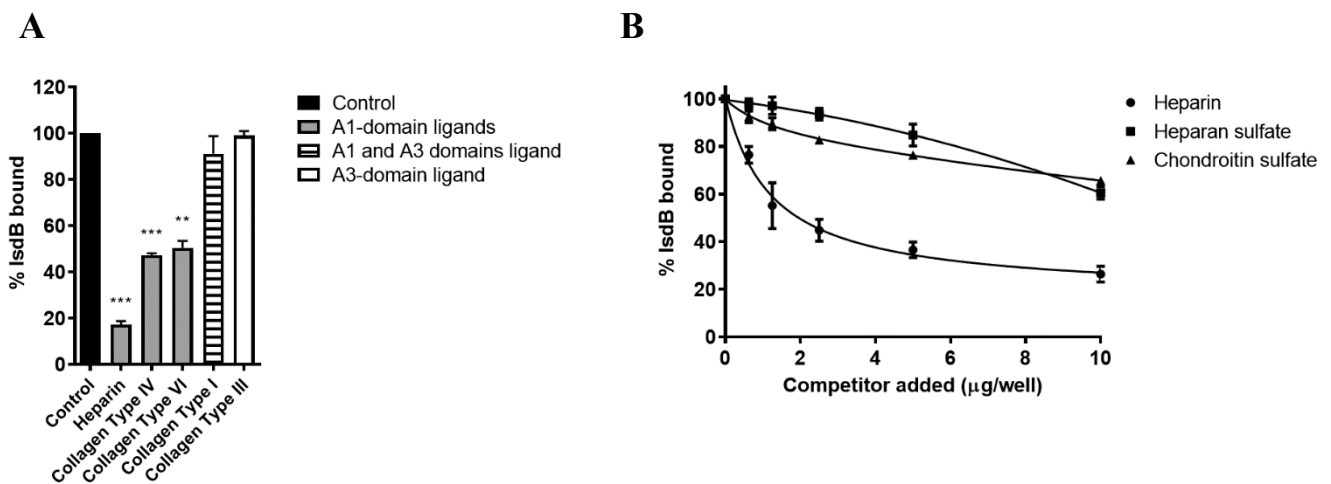 A
120
100
80
60
40
20
0
% IsdB bound
***
***
**
Control
Heparin
Collagen Type IV
Collagen Type VI
Collagen Type I
Collagen Type III
Control
A1-domain ligands
A1 and A3 domains ligand
A3-domain ligand
B
100
80
60
40
20
0
% IsdB bound
0 2 4 6 8 10
Competitor added (μg/well)
Heparin
Heparan sulfate
Chondroitin sulfate